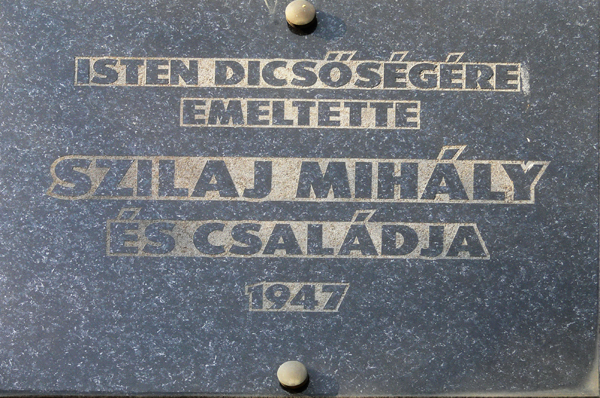 ISTEN DICSŐSÉGÉRE
EMELTETTE
SZILAJ MIHÁLY
ÉS CSALÁDJA
1947